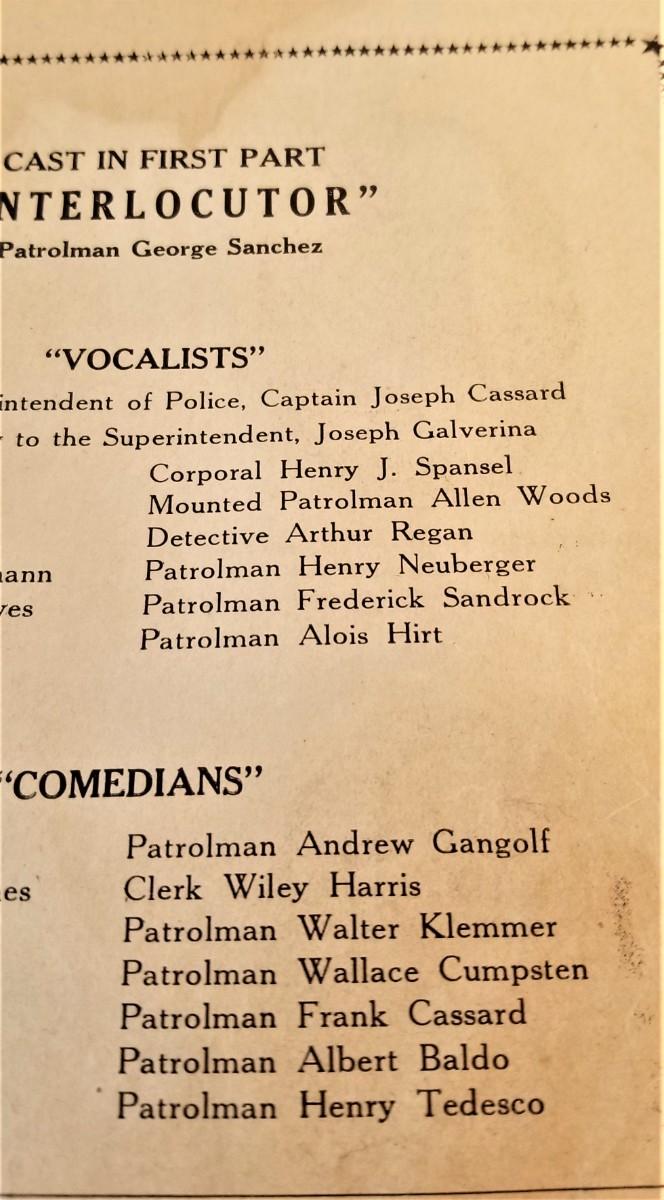 CAST IN FIRST PART
NTERLOCUTOR”
Patrolman George Sanchez
“VOCALISTS”
intendent of Police, Captain Joseph Cassard
to the Superintendent, Joseph Galverina
Corporal Henry J. Spansel
Mounted Patrolman Allen Woods
Detective Arthur Regan
ann Patrolman Henry Neuberger
ves Patrolman Frederick Sandrock
Patrolman Alois Hirt
“COMEDIANS”
Patrolman Andrew Gangolf
es Clerk Wiley Harris
Patrolman Walter Klemmer
Patrolman Wallace Cumpsten
Patrolman Frank Cassard
Patrolman Albert Baldo
Patrolman Henry Tedesco